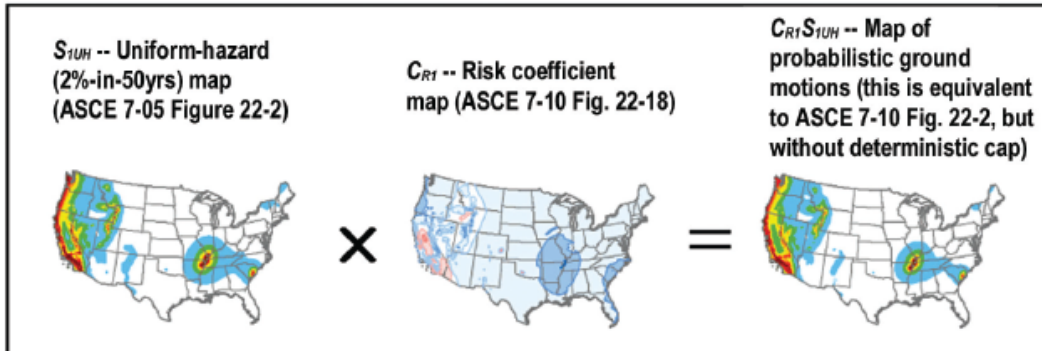 S1UH -- Uniform-hazard
(2%-in-50yrs) map
(ASCE 7-05 Figure 22-2)
CR1 -- Risk coefficient
map (ASCE 7-10 Fig. 22-18)
CR1S1UH -- Map of
probabilistic ground
motions (this is equivalent
to ASCE 7-10 Fig. 22-2, but
without deterministic cap)
× =